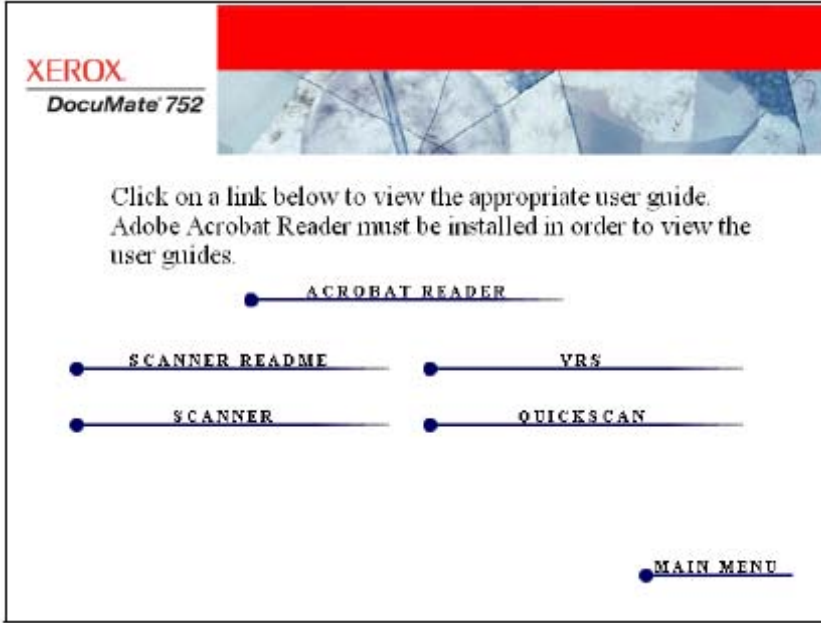 XEROX
DocuMate® 752
Click on a link below to view the appropriate user guide.
Adobe Acrobat Reader must be installed in order to view the
user guides.
ACROBAT READER
SCANNER README
VRS
SCANNER
QUICKSCAN
MAIN MENU